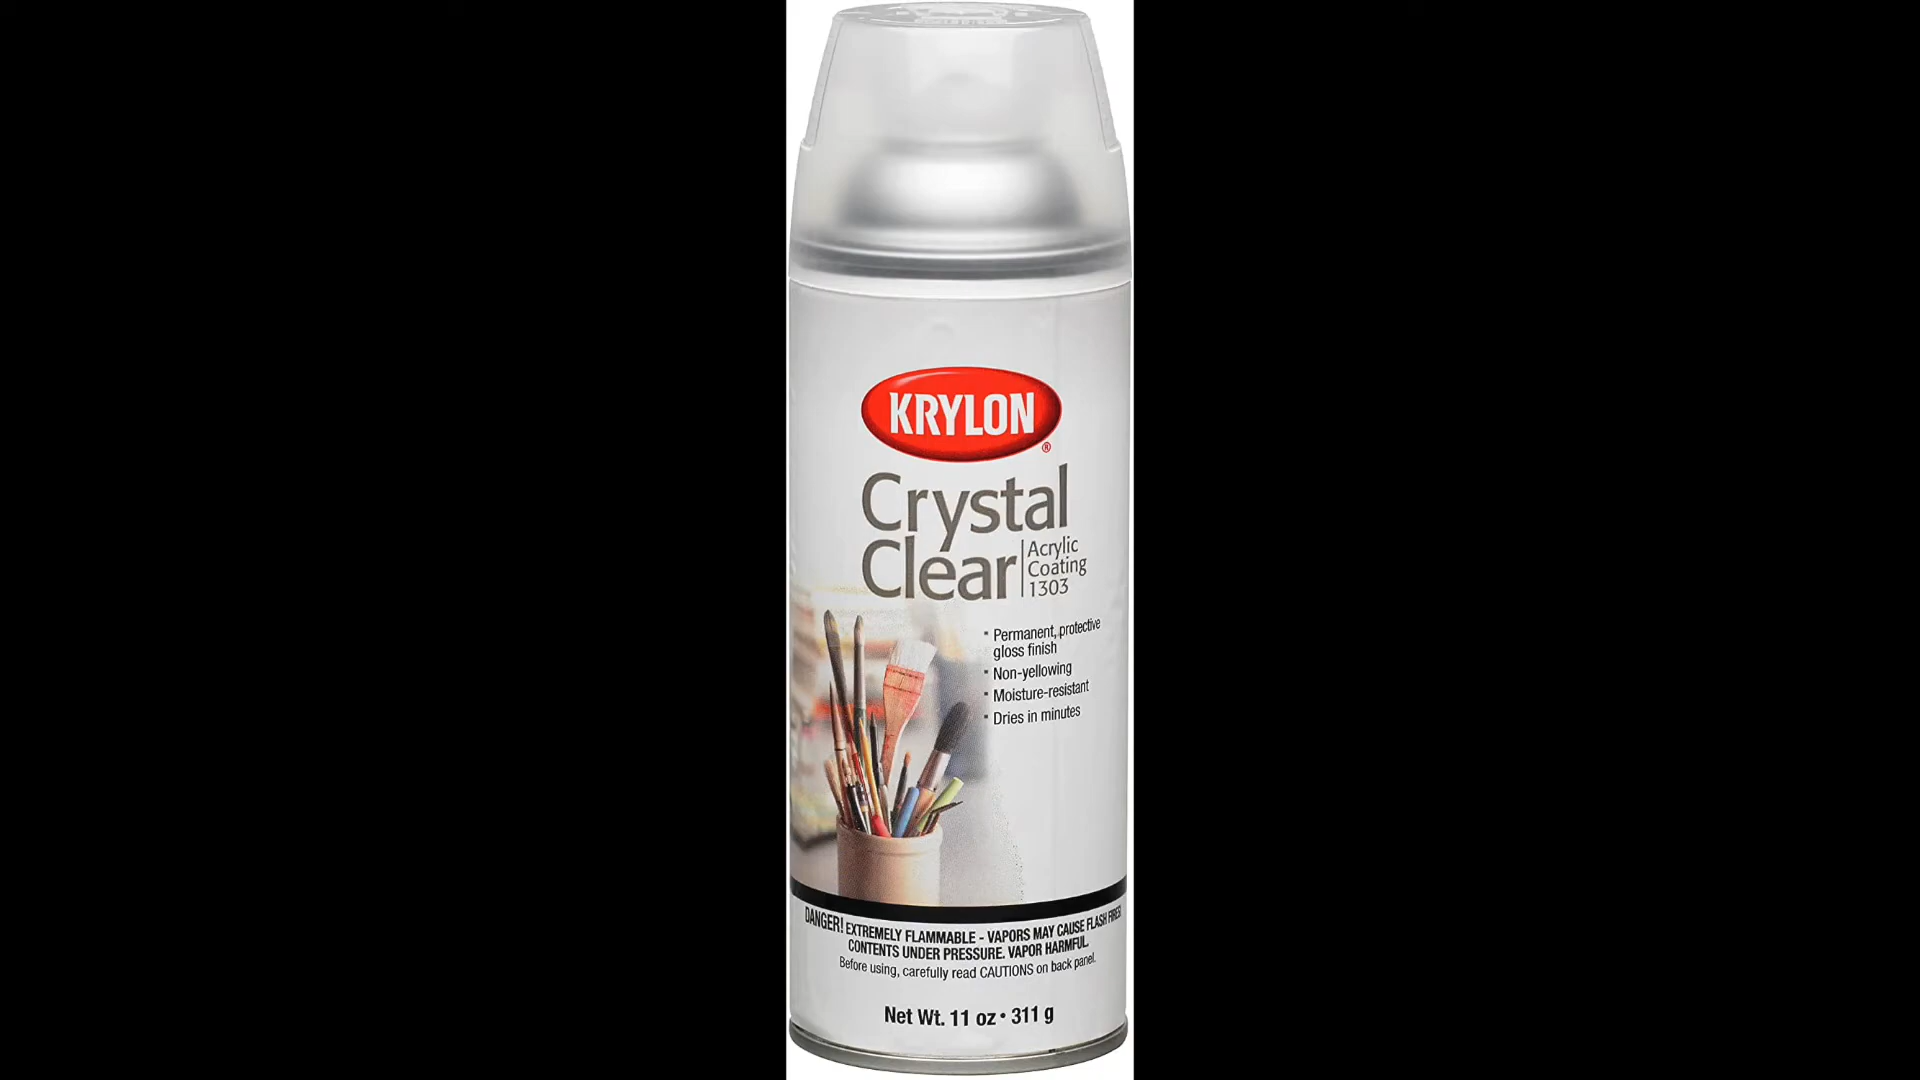 KRYLON®
Crystal
Clear
Acrylic
Coating
1303
▪ Permanent, protective
gloss finish
▪ Non-yellowing
▪ Moisture-resistant
▪ Dries in minutes
DANGER! EXTREMELY FLAMMABLE - VAPORS MAY CAUSE FLASH FIRES!
CONTENTS UNDER PRESSURE. VAPOR HARMFUL.
Before using, carefully read CAUTIONS on back panel.
Net Wt. 11 oz • 311 g